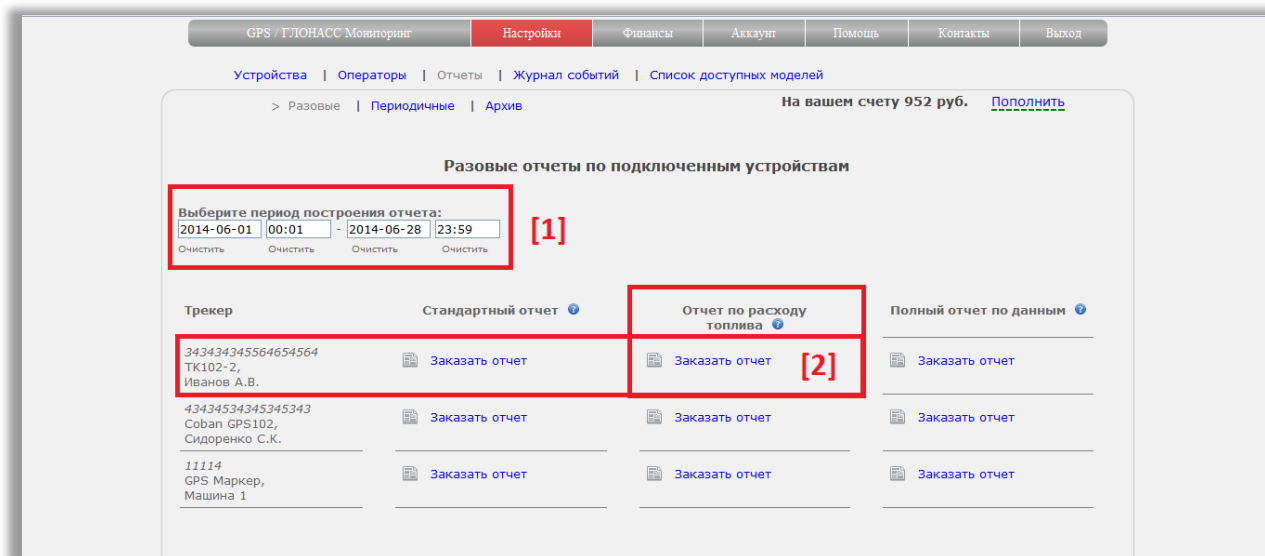 GPS / ГЛОНАСС Мониторинг Настройки Финансы Аккаунт Помощь Контакты Выход
Устройства | Операторы | Отчеты | Журнал событий | Список доступных моделей
> Разовые | Периодичные | Архив На вашем счету 952 руб. Пополнить
Разовые отчеты по подключенным устройствам
Выберите период построения отчета:
2014-06-01 00:01 - 2014-06-28 23:59 [1]
Очистить Очистить Очистить Очистить
Трекер Стандартный отчет ? Отчет по расходу топлива ? Полный отчет по данным ?
343434345564654564
TK102-2,
Иванов А.В.
Заказать отчет Заказать отчет [2] Заказать отчет
43434534345345343
Coban GPS102,
Сидоренко С.К.
Заказать отчет Заказать отчет Заказать отчет
11114
GPS Маркер,
Машина 1
Заказать отчет Заказать отчет Заказать отчет